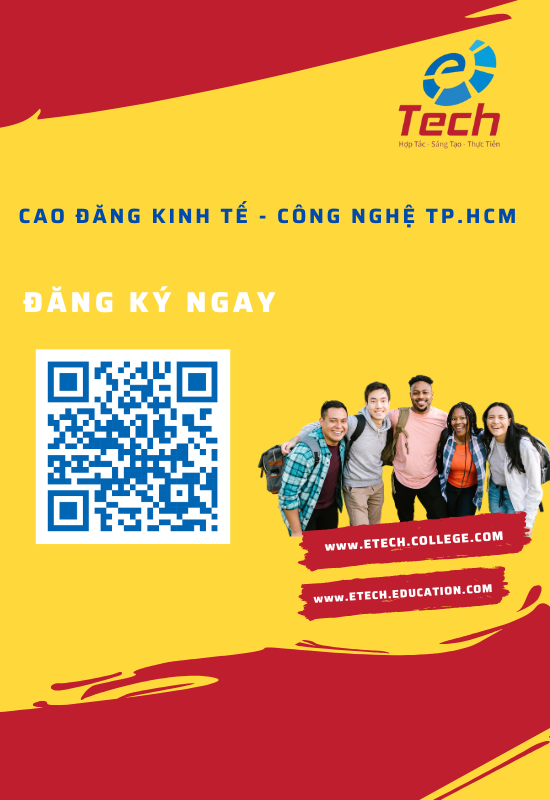 é
Tech
Hợp Tác - Sáng Tạo - Thực Tiễn
CAO ĐẲNG KINH TẾ - CÔNG NGHỆ TP.HCM
ĐĂNG KÝ NGAY
www.ETECH.COLLEGE.COM
www.ETECH.EDUCATION.COM